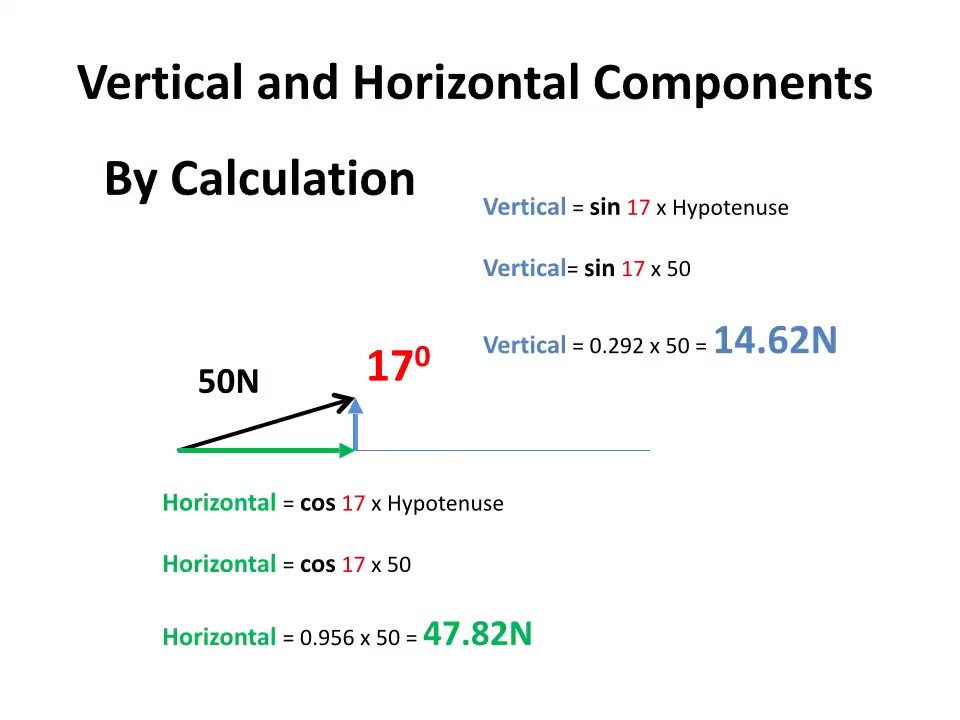 Vertical and Horizontal Components
By Calculation
Vertical = sin 17 x Hypotenuse
Vertical= sin 17 x 50
Vertical = 0.292 x 50 = 14.62N
17⁰
50N
Horizontal = cos 17 x Hypotenuse
Horizontal = cos 17 x 50
Horizontal = 0.956 x 50 = 47.82N